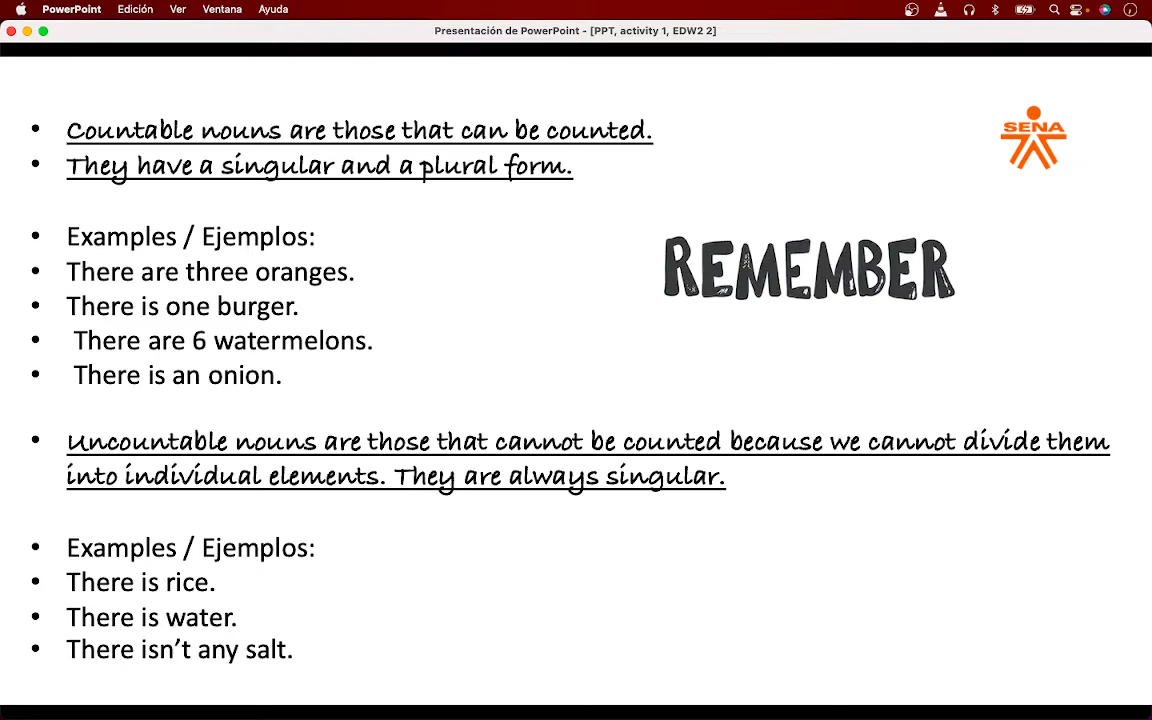 PowerPoint Edición Ver Ventana Ayuda
Presentación de PowerPoint - [PPT, activity 1, EDW2 2]
• Countable nouns are those that can be counted.
• They have a singular and a plural form.
SENA
• Examples / Ejemplos:
• There are three oranges.
• There is one burger.
• There are 6 watermelons.
• There is an onion.
REMEMBER
• Uncountable nouns are those that cannot be counted because we cannot divide them
into individual elements. They are always singular.
• Examples / Ejemplos:
• There is rice.
• There is water.
• There isn’t any salt.